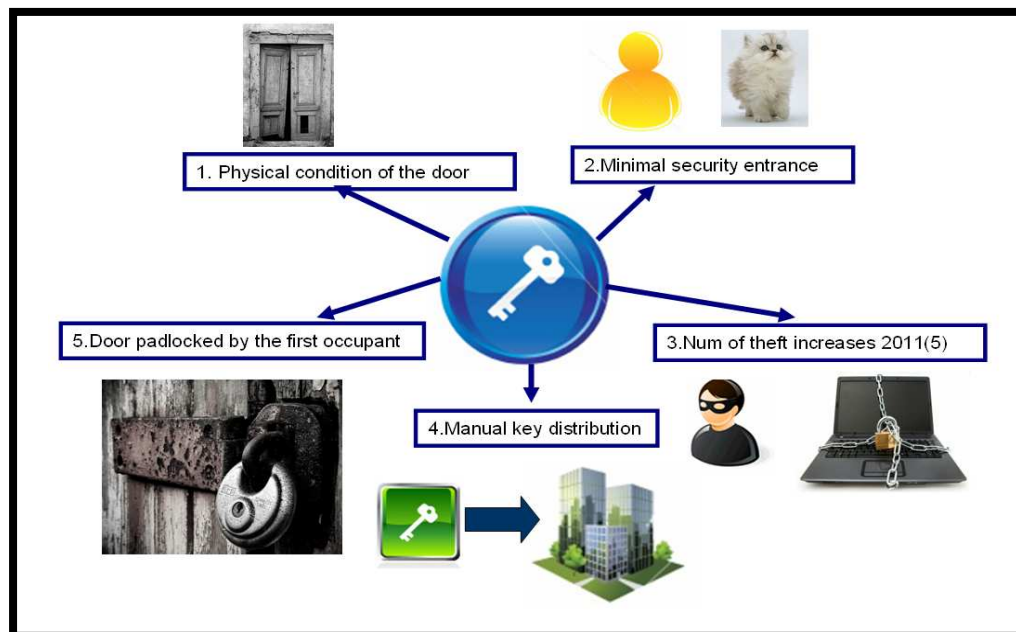 1. Physical condition of the door
2.Minimal security entrance
3.Num of theft increases 2011(5)
4.Manual key distribution
5.Door padlocked by the first occupant